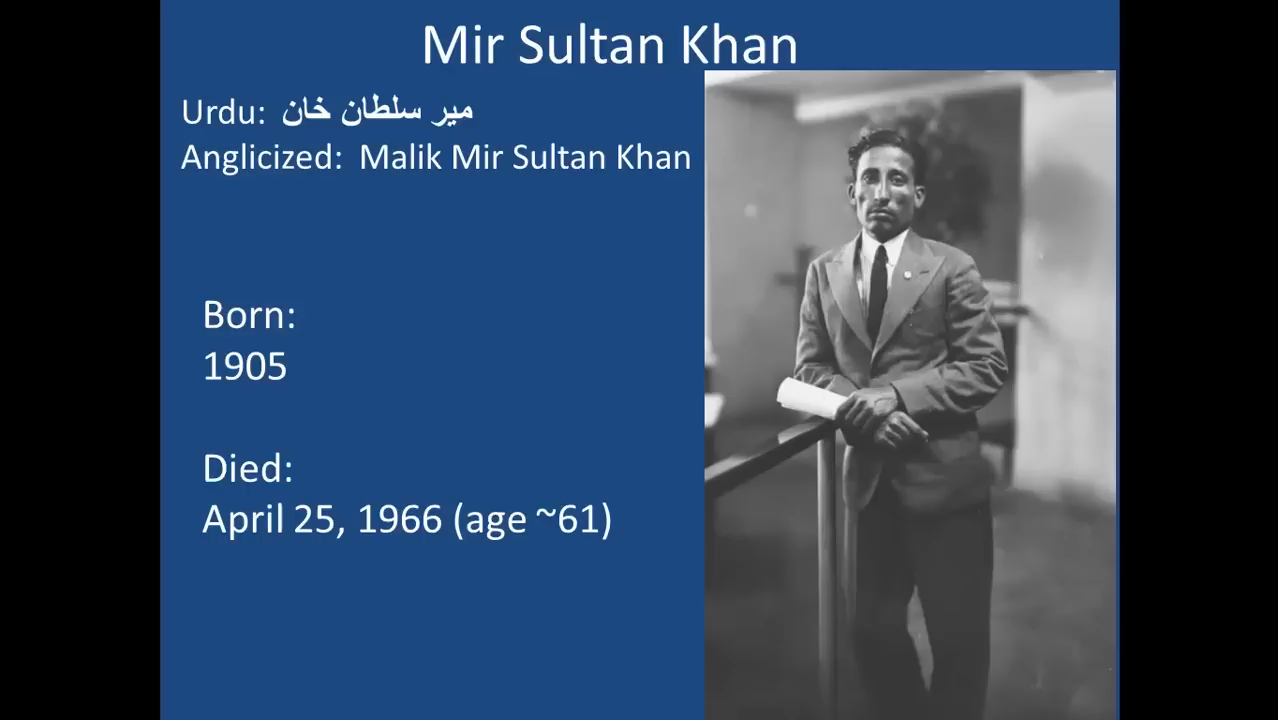 Mir Sultan Khan
Urdu: میر سلطان خان
Anglicized: Malik Mir Sultan Khan
Born:
1905
Died:
April 25, 1966 (age ~61)